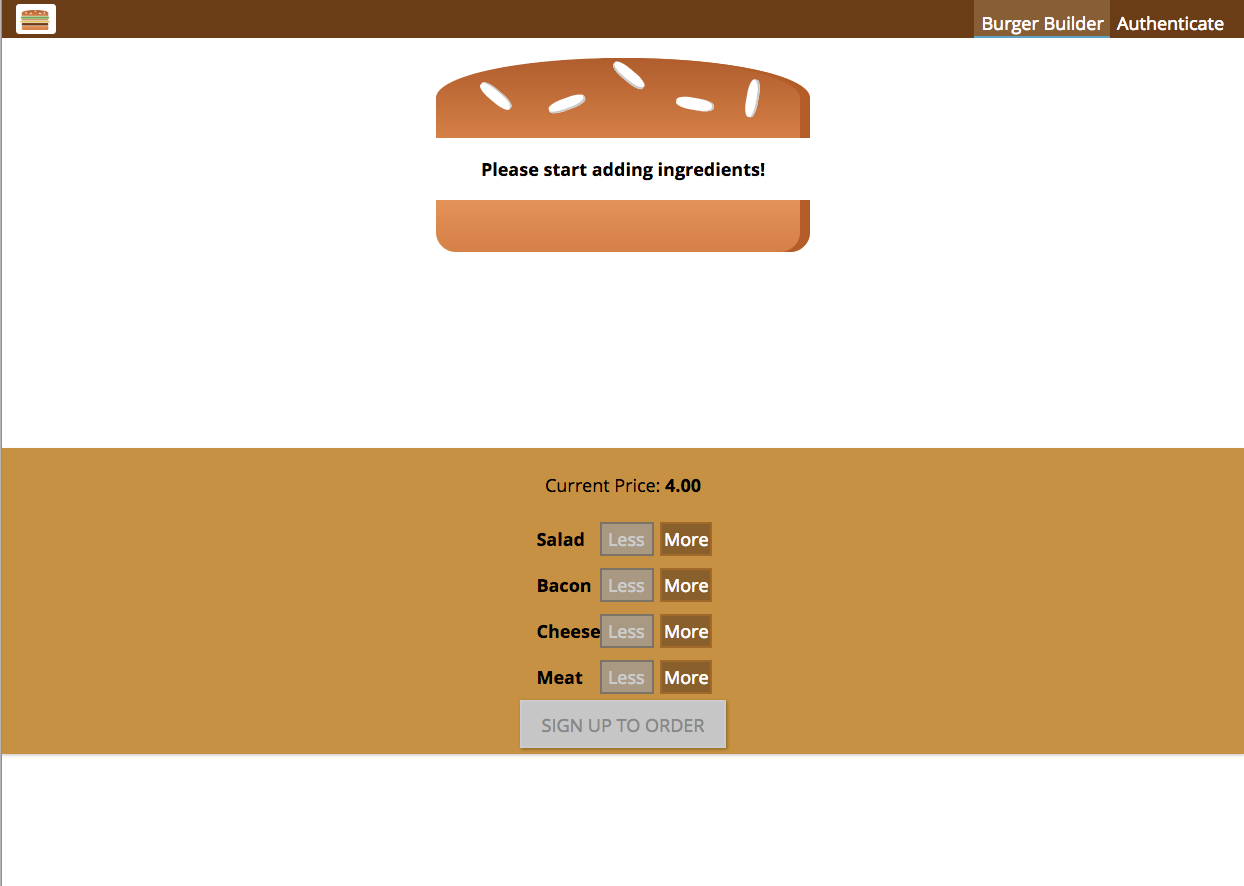 Burger Builder Authenticate
Please start adding ingredients!
Current Price: 4.00
Salad Less More
Bacon Less More
Cheese Less More
Meat Less More
SIGN UP TO ORDER